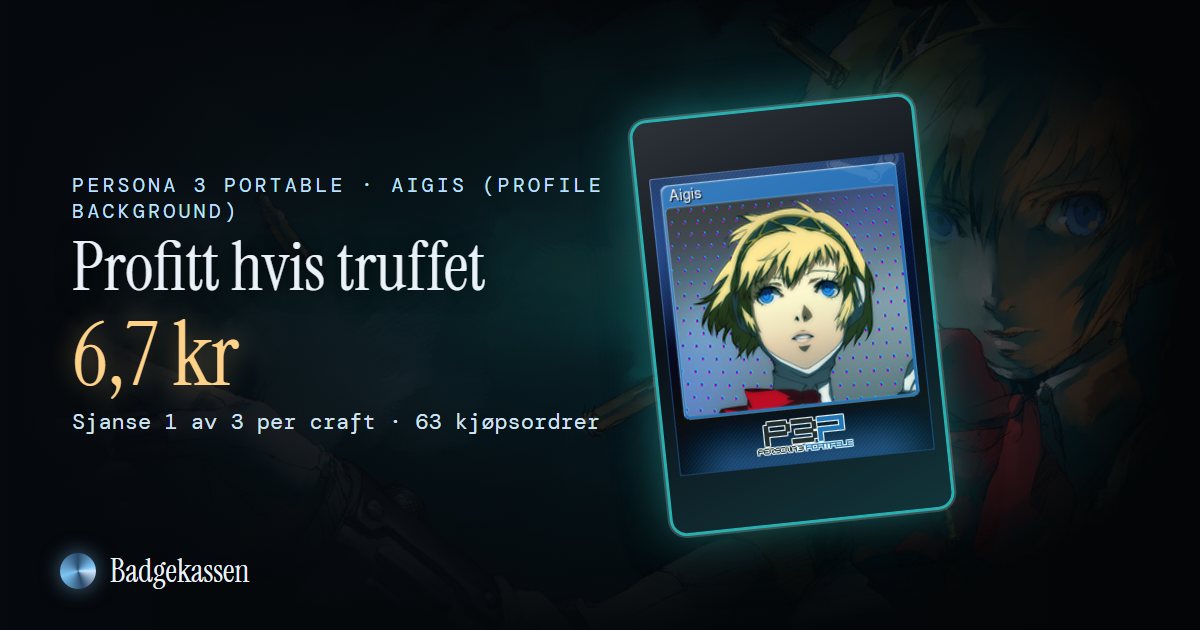 PERSONA 3 PORTABLE · AIGIS (PROFILE
BACKGROUND)
Profitt hvis truffet
6,7 kr
Sjanse 1 av 3 per craft · 63 kjøpsordrer
Aigis
P3P
PERSONA3PORTABLE
Badgekassen